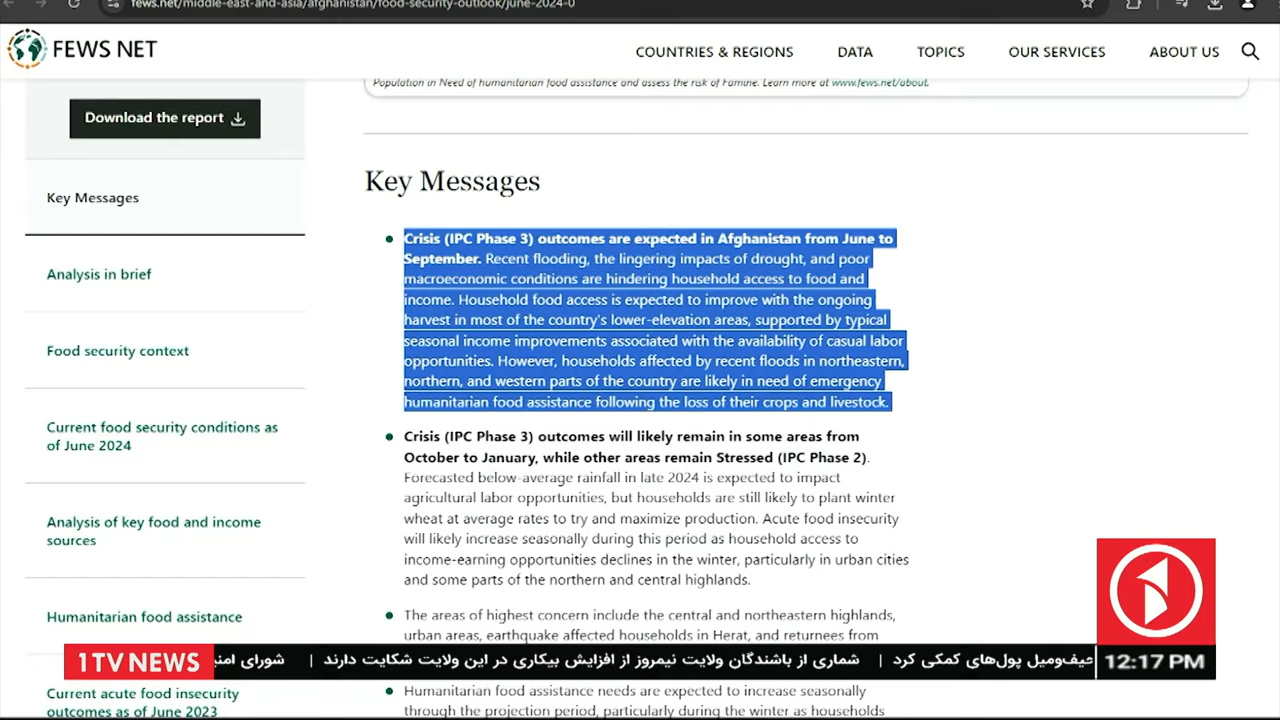 fews.net/middle-east-and-asia/afghanistan/food-security-outlook/june-2024-0
FEWS NET
COUNTRIES & REGIONS
DATA
TOPICS
OUR SERVICES
ABOUT US
Population in Need of humanitarian food assistance and assess the risk of Famine. Learn more at www.fews.net/about.
Download the report
Key Messages
Analysis in brief
Food security context
Current food security conditions as
of June 2024
Analysis of key food and income
sources
Humanitarian food assistance
Current acute food insecurity
outcomes as of June 2023
Key Messages
Crisis (IPC Phase 3) outcomes are expected in Afghanistan from June to
September. Recent flooding, the lingering impacts of drought, and poor
macroeconomic conditions are hindering household access to food and
income. Household food access is expected to improve with the ongoing
harvest in most of the country's lower-elevation areas, supported by typical
seasonal income improvements associated with the availability of casual labor
opportunities. However, households affected by recent floods in northeastern,
northern, and western parts of the country are likely in need of emergency
humanitarian food assistance following the loss of their crops and livestock.
Crisis (IPC Phase 3) outcomes will likely remain in some areas from
October to January, while other areas remain Stressed (IPC Phase 2).
Forecasted below-average rainfall in late 2024 is expected to impact
agricultural labor opportunities, but households are still likely to plant winter
wheat at average rates to try and maximize production. Acute food insecurity
will likely increase seasonally during this period as household access to
income-earning opportunities declines in the winter, particularly in urban cities
and some parts of the northern and central highlands.
The areas of highest concern include the central and northeastern highlands,
urban areas, earthquake affected households in Herat, and returnees from
Humanitarian food assistance needs are expected to increase seasonally
through the projection period, particularly during the winter as households
1TV NEWS
پول‌های کمکی کرد | شماری از باشندگان ولایت نیمروز از افزایش بیکاری در این ولایت شکایت دارند | شورای
12:17 PM